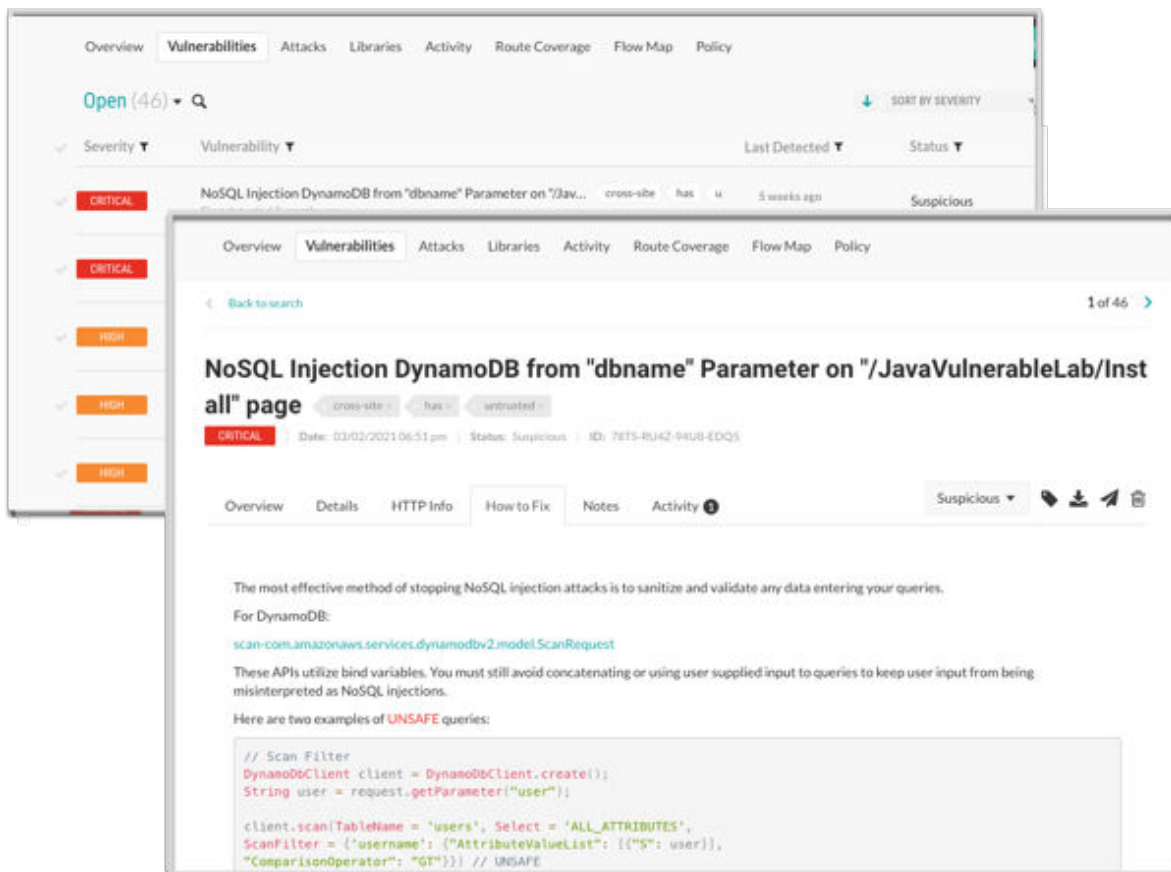 Overview Vulnerabilities Attacks Libraries Activity Route Coverage Flow Map Policy
Open (46)
SORT BY SEVERITY
Severity Vulnerability Last Detected Status
CRITICAL NoSQL Injection DynamoDB from "dbname" Parameter on "/Jav... cross-site has u 5 weeks ago Suspicious
CRITICAL
HIGH
HIGH
HIGH
Overview Vulnerabilities Attacks Libraries Activity Route Coverage Flow Map Policy
Back to search 1 of 46
NoSQL Injection DynamoDB from "dbname" Parameter on "/JavaVulnerableLab/Inst
all" page cross-site has untrusted
CRITICAL Date: 03/02/2021 06:51 pm Status: Suspicious ID:
Overview Details HTTP Info How to Fix Notes Activity 1 Suspicious
The most effective method of stopping NoSQL injection attacks is to sanitize and validate any data entering your queries.
For DynamoDB:
scan-com.amazonaws.services.dynamodbv2.model.ScanRequest
These APIs utilize bind variables. You must still avoid concatenating or using user supplied input to queries to keep user input from being
misinterpreted as NoSQL injections.
Here are two examples of UNSAFE queries:
// Scan Filter
DynamoDbClient client = DynamoDbClient.create();
String user = request.getParameter("user");
client.scan(TableName = 'users', Select = 'ALL_ATTRIBUTES',
ScanFilter = {'username': {"AttributeValueList": [{"S": user}],
"ComparisonOperator": "GT"}}) // UNSAFE